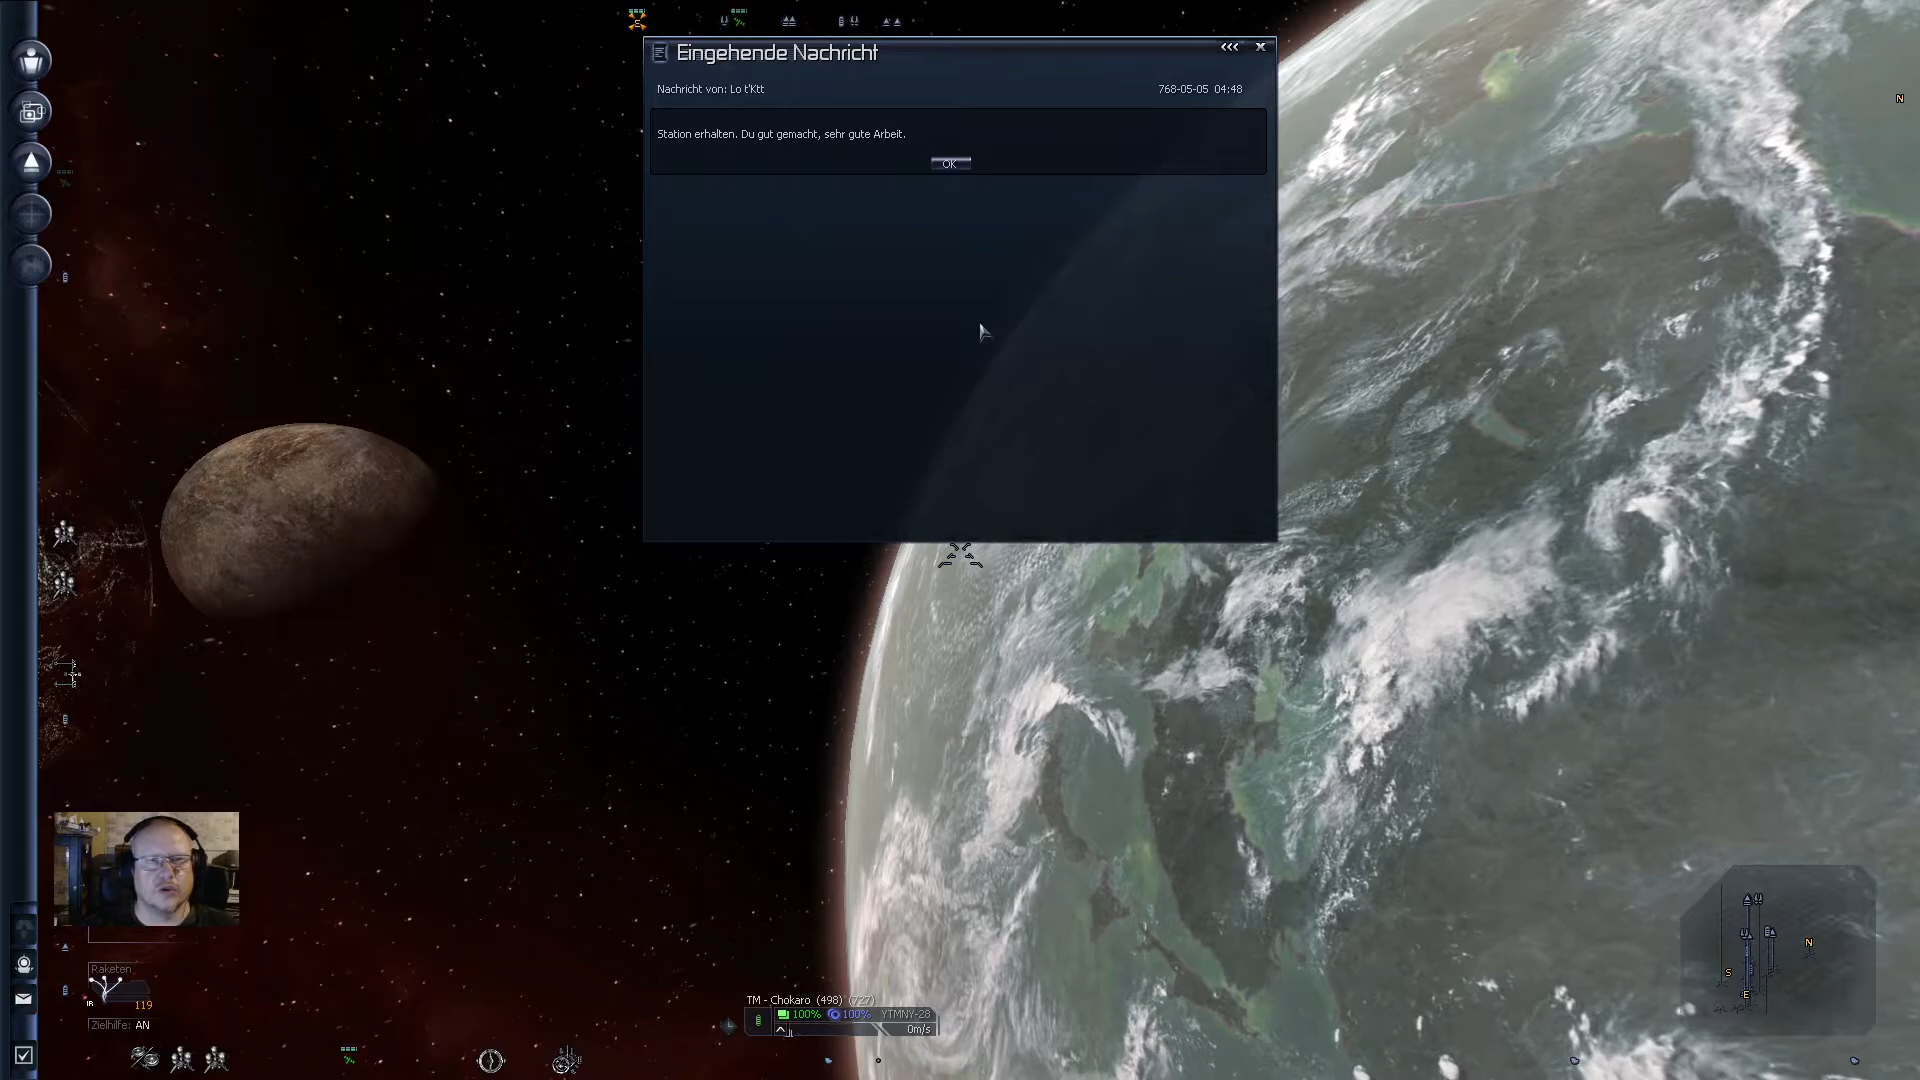 Eingehende Nachricht
Nachricht von: Lo t'Ktt 768-05-05 04:48
Station erhalten. Du gut gemacht, sehr gute Arbeit.
OK
N
Raketen
IR 119
Zielhilfe: AN
TM - Chokaro (498) (727)
100% 100% YTMNY-28
0m/s
N
S
E